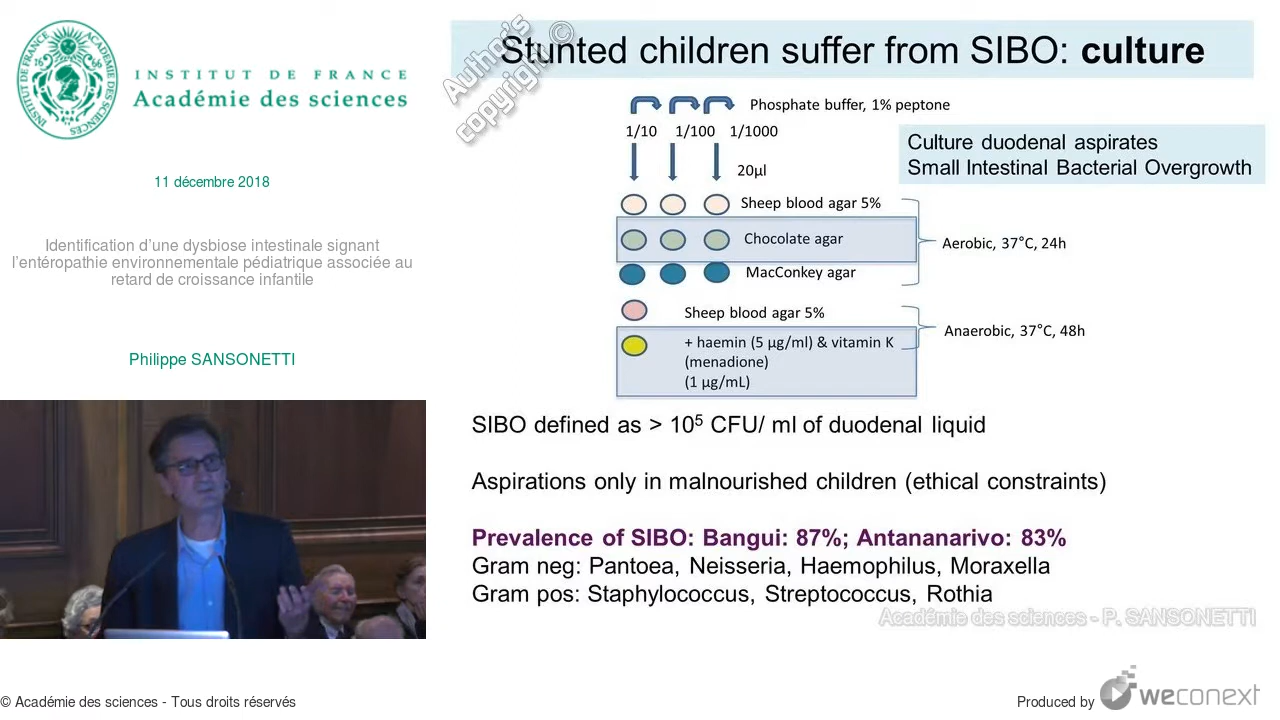 INSTITUT DE FRANCE
Académie des sciences
11 décembre 2018
Identification d'une dysbiose intestinale signant
l'entéropathie environnementale pédiatrique associée au
retard de croissance infantile
Philippe SANSONETTI
Author's
copyright ©
Stunted children suffer from SIBO: culture
Phosphate buffer, 1% peptone
1/10 1/100 1/1000
20µl
Culture duodenal aspirates
Small Intestinal Bacterial Overgrowth
Sheep blood agar 5%
Chocolate agar
MacConkey agar
Aerobic, 37°C, 24h
Sheep blood agar 5%
+ haemin (5 µg/ml) & vitamin K
(menadione)
(1 µg/mL)
Anaerobic, 37°C, 48h
SIBO defined as > 10⁵ CFU/ ml of duodenal liquid
Aspirations only in malnourished children (ethical constraints)
Prevalence of SIBO: Bangui: 87%; Antananarivo: 83%
Gram neg: Pantoea, Neisseria, Haemophilus, Moraxella
Gram pos: Staphylococcus, Streptococcus, Rothia
Académie des sciences - P. SANSONETTI
© Académie des sciences - Tous droits réservés
Produced by weconext